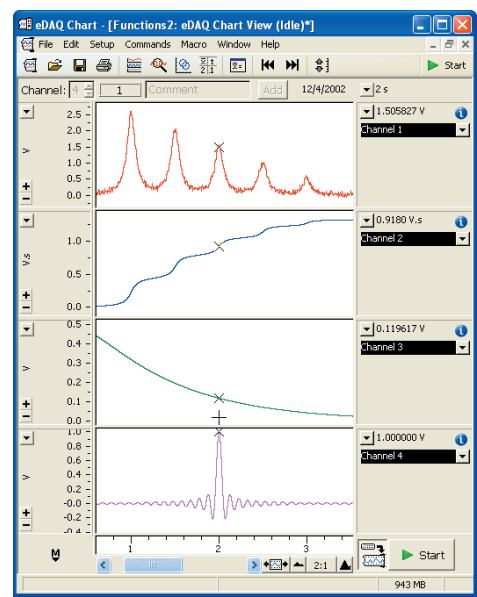 eDAQ Chart - [Functions2: eDAQ Chart View (Idle)*]
File Edit Setup Commands Macro Window Help
Start
Channel: 4 1 Comment Add 12/4/2002 2 s
2.5
2.0
1.5
1.0
0.5
0.0
V
1.505827 V
Channel 1
1.0
0.5
0.0
V.s
0.9180 V.s
Channel 2
0.5
0.4
0.3
0.2
0.1
0.0
V
0.119617 V
Channel 3
1.0
0.8
0.6
0.4
0.2
-0.0
-0.2
-0.4
V
1.000000 V
Channel 4
M
1 2 3
2:1
Start
943 MB